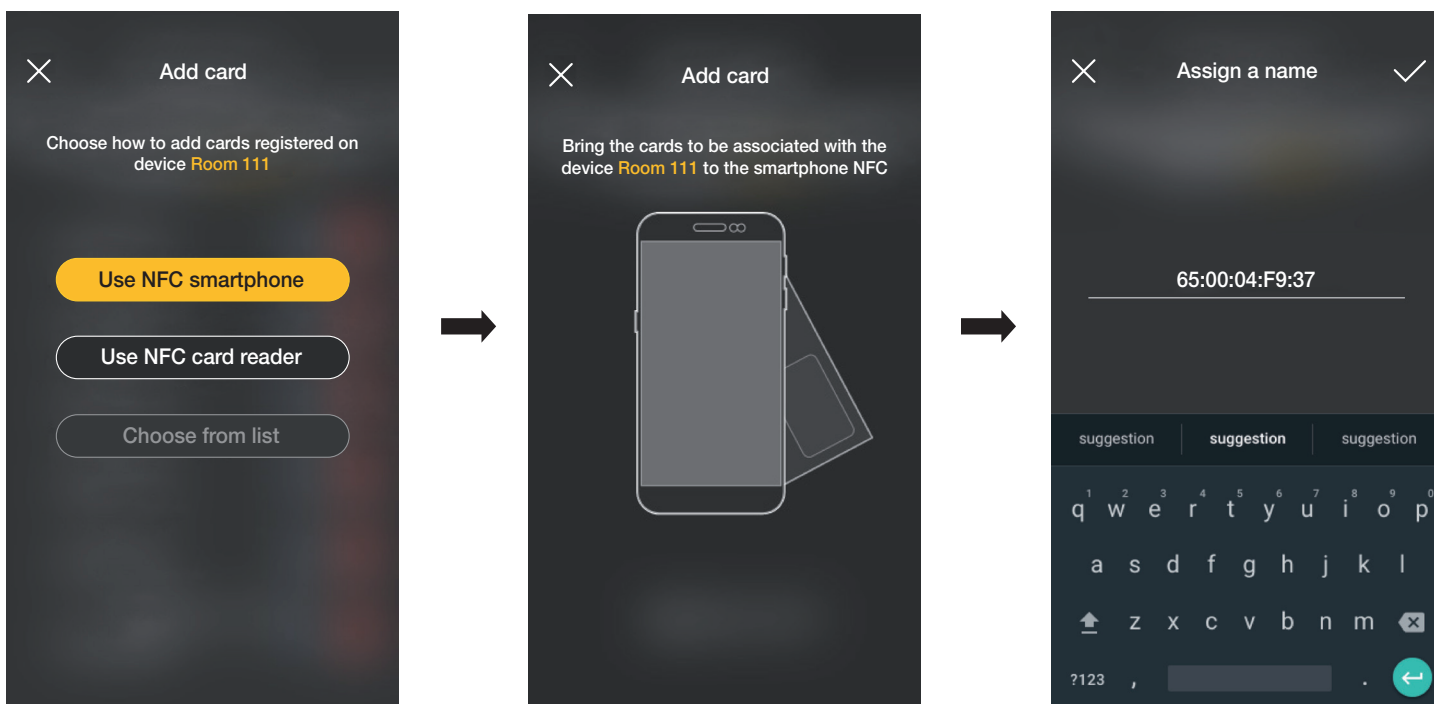 Add card
Choose how to add cards registered on
device Room 111
Use NFC smartphone
Use NFC card reader
Choose from list
Add card
Bring the cards to be associated with the
device Room 111 to the smartphone NFC
Assign a name
65:00:04:F9:37
suggestion suggestion suggestion
1 2 3 4 5 6 7 8 9 0
q w e r t y u i o p
a s d f g h j k l
z x c v b n m
?123 , .